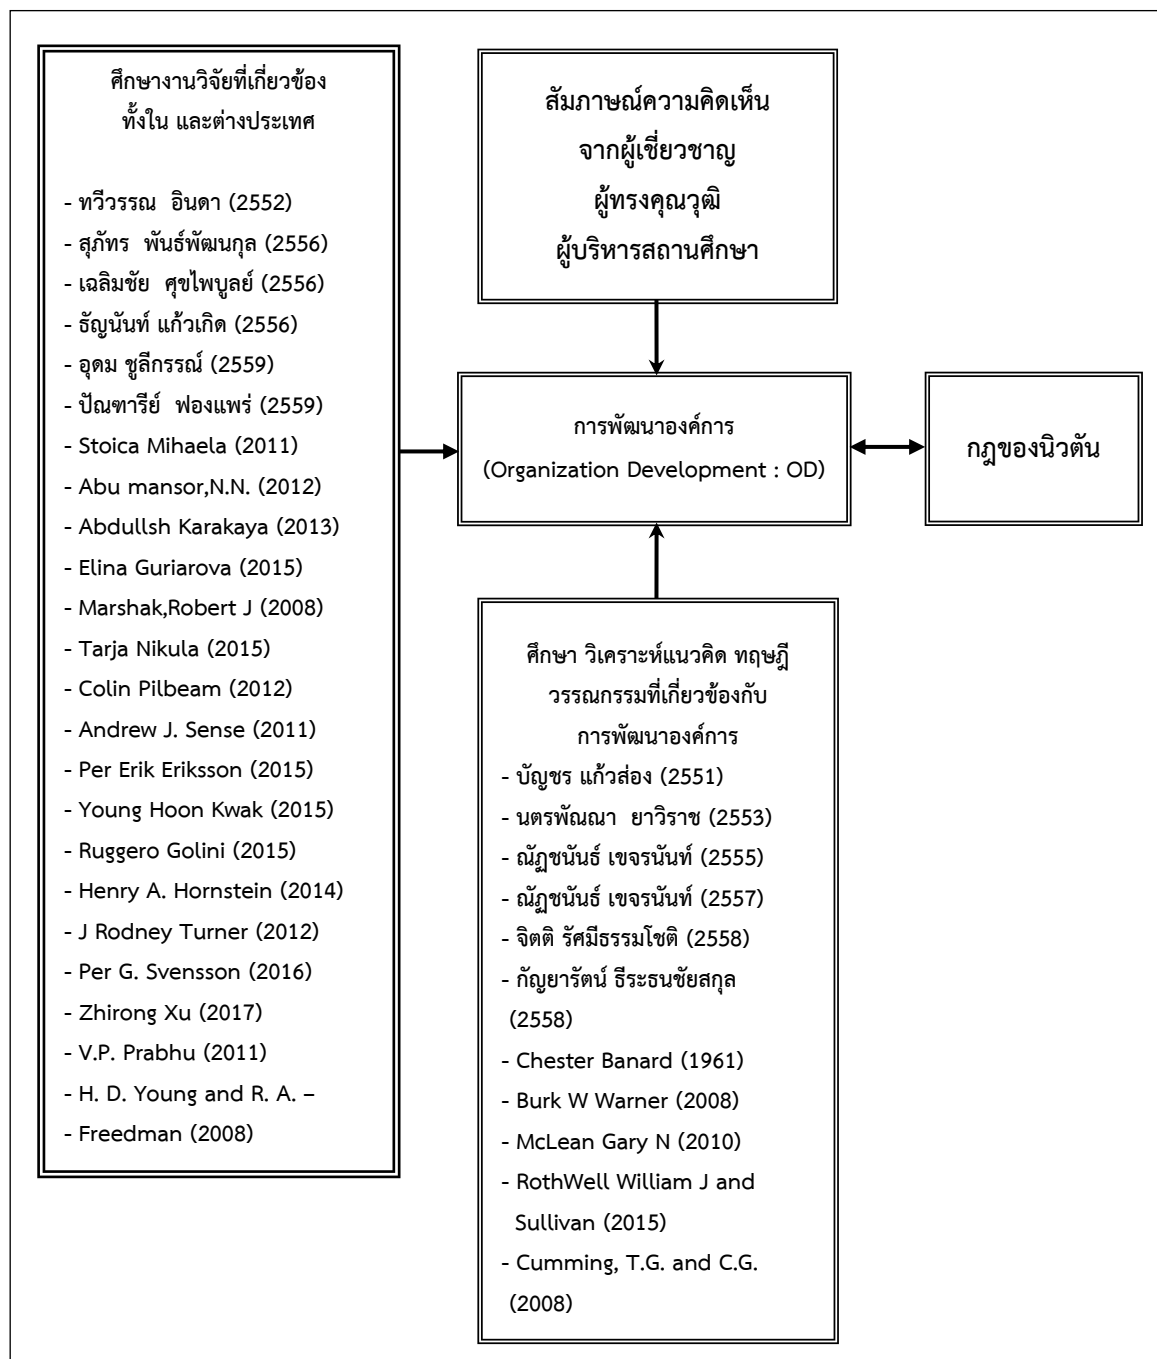 ศึกษางานวิจัยที่เกี่ยวข้อง
ทั้งใน และต่างประเทศ
- ทวีวรรณ อินดา (2552)
- สุภัทร พันธ์พัฒนกุล (2556)
- เฉลิมชัย ศุขไพบูลย์ (2556)
- ธัญนันท์ แก้วเกิด (2556)
- อุดม ชูลีกรรณ์ (2559)
- ปัณฑารีย์ ฟองแพร่ (2559)
- Stoica Mihaela (2011)
- Abu mansor,N.N. (2012)
- Abdullsh Karakaya (2013)
- Elina Guriarova (2015)
- Marshak,Robert J (2008)
- Tarja Nikula (2015)
- Colin Pilbeam (2012)
- Andrew J. Sense (2011)
- Per Erik Eriksson (2015)
- Young Hoon Kwak (2015)
- Ruggero Golini (2015)
- Henry A. Hornstein (2014)
- J Rodney Turner (2012)
- Per G. Svensson (2016)
- Zhirong Xu (2017)
- V.P. Prabhu (2011)
- H. D. Young and R. A. –
- Freedman (2008)
สัมภาษณ์ความคิดเห็น
จากผู้เชี่ยวชาญ
ผู้ทรงคุณวุฒิ
ผู้บริหารสถานศึกษา
การพัฒนาองค์การ
(Organization Development : OD)
กฎของนิวตัน
ศึกษา วิเคราะห์แนวคิด ทฤษฎี
วรรณกรรมที่เกี่ยวข้องกับ
การพัฒนาองค์การ
- บัญชร แก้วส่อง (2551)
- นตรพัณณา ยาวิราช (2553)
- ณัฏชนันธ์ เขจรนันท์ (2555)
- ณัฏชนันธ์ เขจรนันท์ (2557)
- จิตติ รัศมีธรรมโชติ (2558)
- กัญยารัตน์ ธีระธนชัยสกุล
(2558)
- Chester Banard (1961)
- Burk W Warner (2008)
- McLean Gary N (2010)
- RothWell William J and
Sullivan (2015)
- Cumming, T.G. and C.G.
(2008)